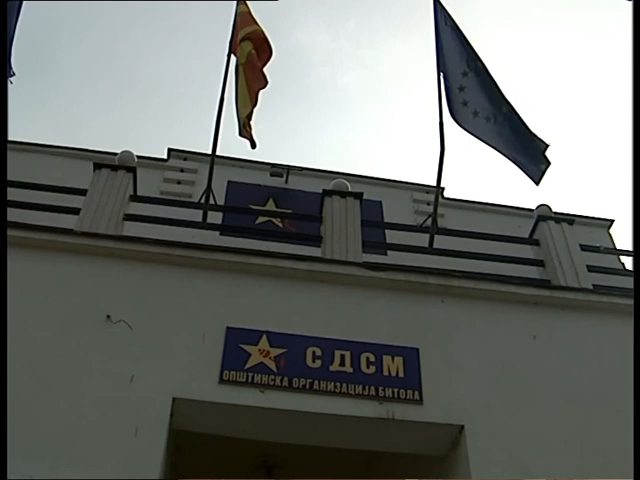 СДСМ
ОПШТИНСКА ОРГАНИЗАЦИЈА БИТОЛА